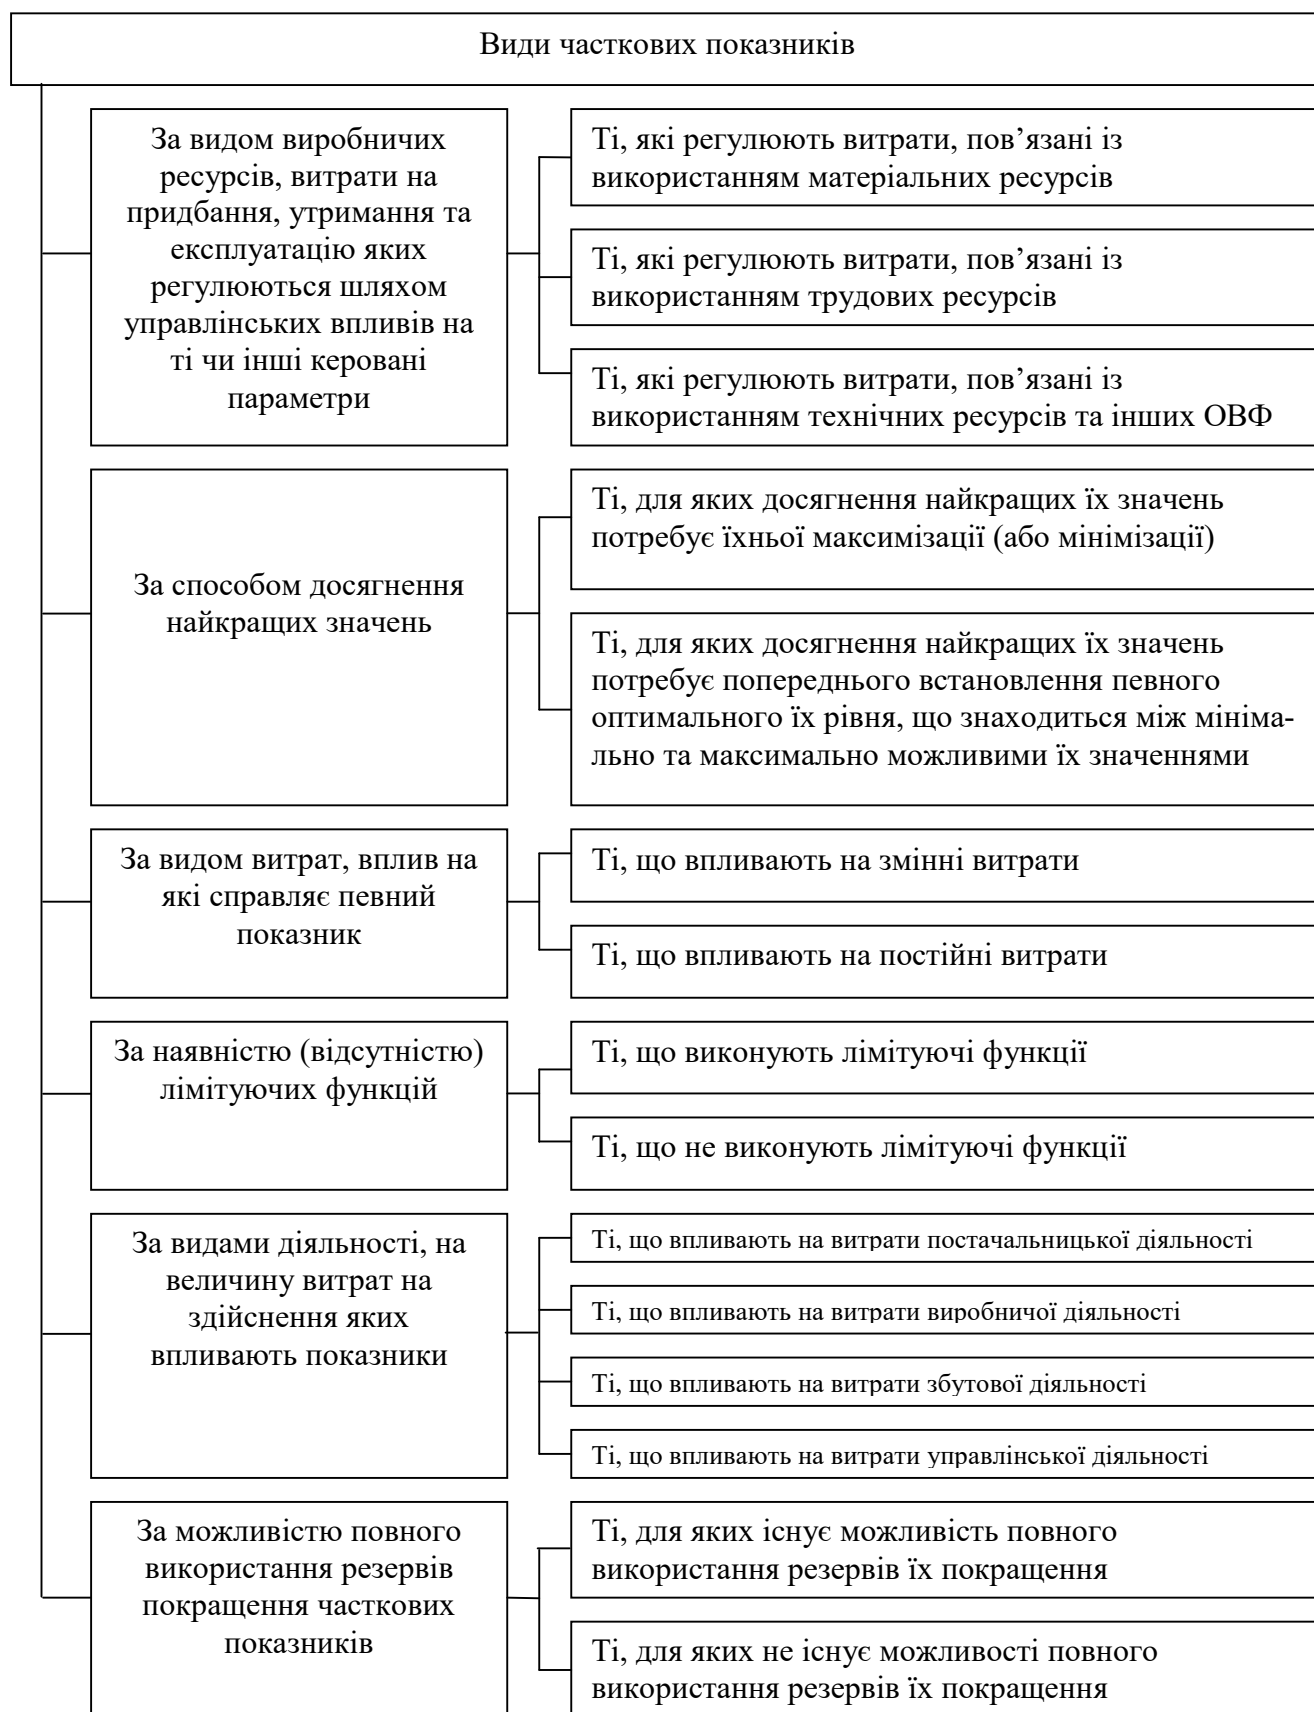 Види часткових показників
За видом виробничих
ресурсів, витрати на
придбання, утримання та
експлуатацію яких
регулюються шляхом
управлінських впливів на
ті чи інші керовані
параметри
Ті, які регулюють витрати, пов’язані із
використанням матеріальних ресурсів
Ті, які регулюють витрати, пов’язані із
використанням трудових ресурсів
Ті, які регулюють витрати, пов’язані із
використанням технічних ресурсів та інших ОВФ
За способом досягнення
найкращих значень
Ті, для яких досягнення найкращих їх значень
потребує їхньої максимізації (або мінімізації)
Ті, для яких досягнення найкращих їх значень
потребує попереднього встановлення певного
оптимального їх рівня, що знаходиться між мініма-
льно та максимально можливими їх значеннями
За видом витрат, вплив на
які справляє певний
показник
Ті, що впливають на змінні витрати
Ті, що впливають на постійні витрати
За наявністю (відсутністю)
лімітуючих функцій
Ті, що виконують лімітуючі функції
Ті, що не виконують лімітуючі функції
За видами діяльності, на
величину витрат на
здійснення яких
впливають показники
Ті, що впливають на витрати постачальницької діяльності
Ті, що впливають на витрати виробничої діяльності
Ті, що впливають на витрати збутової діяльності
Ті, що впливають на витрати управлінської діяльності
За можливістю повного
використання резервів
покращення часткових
показників
Ті, для яких існує можливість повного
використання резервів їх покращення
Ті, для яких не існує можливості повного
використання резервів їх покращення